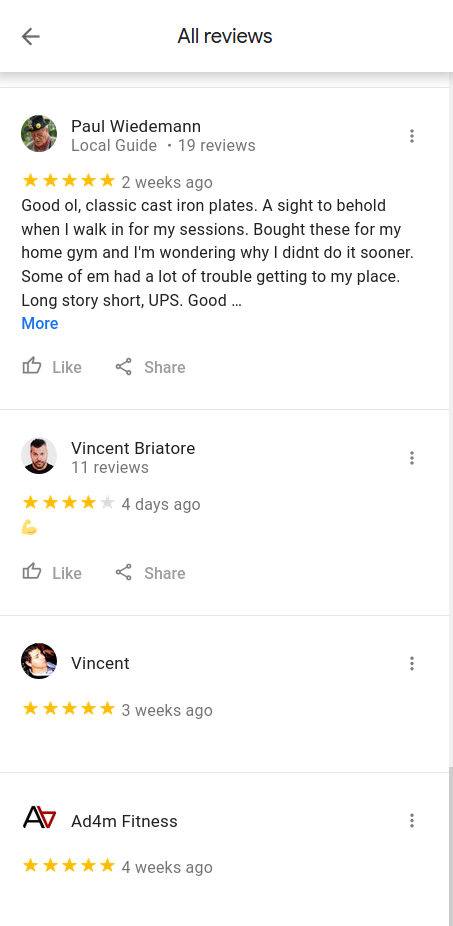 All reviews
Paul Wiedemann
Local Guide • 19 reviews
2 weeks ago
Good ol, classic cast iron plates. A sight to behold
when I walk in for my sessions. Bought these for my
home gym and I'm wondering why I didnt do it sooner.
Some of em had a lot of trouble getting to my place.
Long story short, UPS. Good ...
More
Like Share
Vincent Briatore
11 reviews
4 days ago
💪
Like Share
Vincent
3 weeks ago
Ad4m Fitness
4 weeks ago